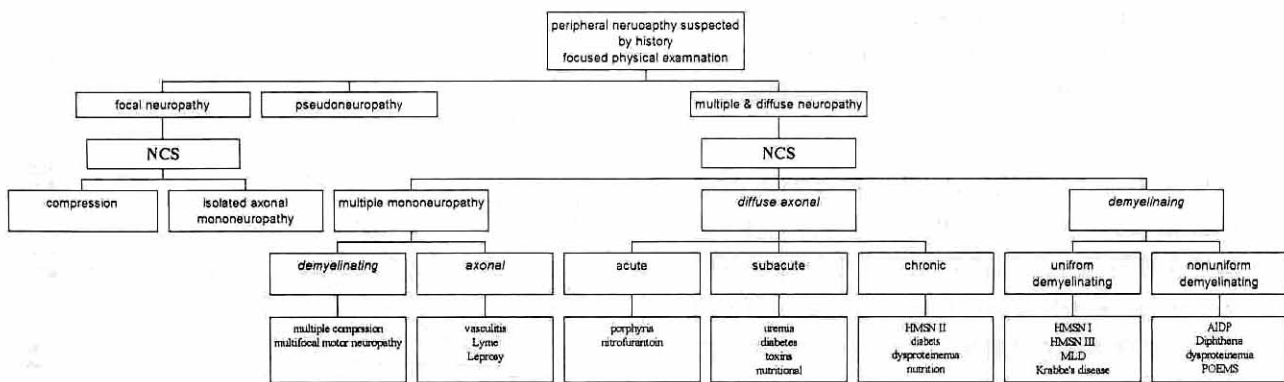 peripheral neruoapthy suspected
by history
focused physical examnation
focal neuropathy
pseudoneuropathy
multiple & diffuse neuropathy
NCS
NCS
compression
isolated axonal
mononeuropathy
multiple mononeuropathy
diffuse axonal
demyelinaing
demyelinating
axonal
acute
subacute
chronic
unifrom
demyelinating
nonuniform
demyelinating
multiple comprssion
multifocal motor neuropathy
vasculitis
Lyme
Leprosy
porphyria
nitrofurantoin
uremia
diabetes
toxins
nutritional
HMSN II
diabets
dysproteinema
nutrition
HMSN I
HMSN III
MLD
Krabbe's disease
AIDP
Diphthena
dysproteinemia
POEMS